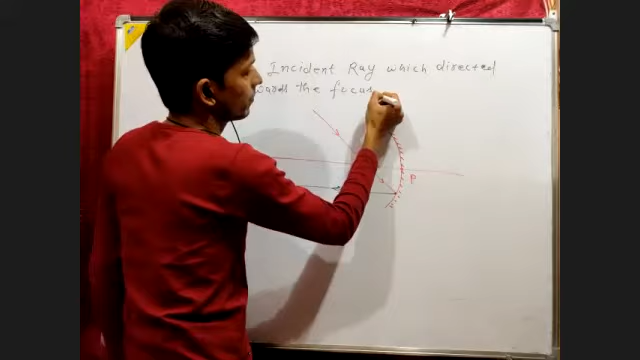 Incident Ray which directed
wards the focus
P